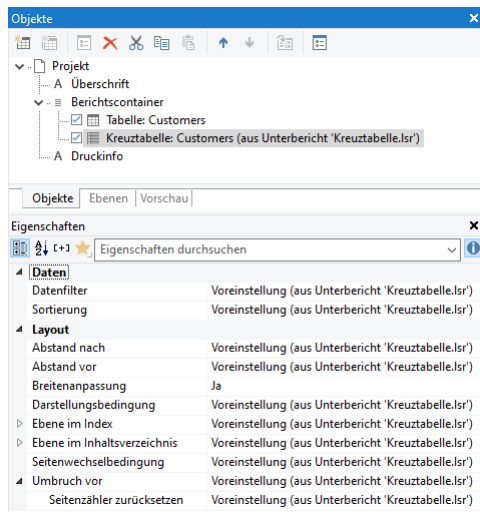 Objekte
Projekt
A Überschrift
Berichtscontainer
Tabelle: Customers
Kreuztabelle: Customers (aus Unterbericht 'Kreuztabelle.lsr')
A Druckinfo
Objekte Ebenen Vorschau
Eigenschaften
Eigenschaften durchsuchen
Daten
Datenfilter Voreinstellung (aus Unterbericht 'Kreuztabelle.lsr')
Sortierung Voreinstellung (aus Unterbericht 'Kreuztabelle.lsr')
Layout
Abstand nach Voreinstellung (aus Unterbericht 'Kreuztabelle.lsr')
Abstand vor Voreinstellung (aus Unterbericht 'Kreuztabelle.lsr')
Breitenanpassung Ja
Darstellungsbedingung Voreinstellung (aus Unterbericht 'Kreuztabelle.lsr')
Ebene im Index Voreinstellung (aus Unterbericht 'Kreuztabelle.lsr')
Ebene im Inhaltsverzeichnis Voreinstellung (aus Unterbericht 'Kreuztabelle.lsr')
Seitenwechselbedingung Voreinstellung (aus Unterbericht 'Kreuztabelle.lsr')
Umbruch vor Voreinstellung (aus Unterbericht 'Kreuztabelle.lsr')
Seitenzähler zurücksetzen Voreinstellung (aus Unterbericht 'Kreuztabelle.lsr')